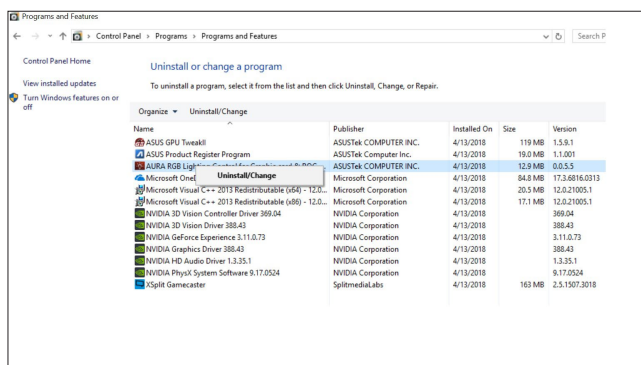 Programs and Features
Control Panel > Programs > Programs and Features
Search P
Control Panel Home
View installed updates
Turn Windows features on or
off
Uninstall or change a program
To uninstall a program, select it from the list and then click Uninstall, Change, or Repair.
Organize Uninstall/Change
Name Publisher Installed On Size Version
ASUS GPU TweakII ASUSTek COMPUTER INC. 4/13/2018 119 MB 1.5.9.1
ASUS Product Register Program ASUSTek Computer Inc. 4/13/2018 19.0 MB 1.1.001
AURA RGB Lighting Control for Graphic card & ROG ASUSTek COMPUTER INC. 4/13/2018 12.9 MB 0.0.5.5
Microsoft One Microsoft Corporation 4/13/2018 84.8 MB 17.3.6816.0313
Uninstall/Change
Microsoft Visual C++ 2013 Redistributable (x64) - 12.0... Microsoft Corporation 4/13/2018 20.5 MB 12.0.21005.1
Microsoft Visual C++ 2013 Redistributable (x86) - 12.0... Microsoft Corporation 4/13/2018 17.1 MB 12.0.21005.1
NVIDIA 3D Vision Controller Driver 369.04 NVIDIA Corporation 4/13/2018 369.04
NVIDIA 3D Vision Driver 388.43 NVIDIA Corporation 4/13/2018 388.43
NVIDIA GeForce Experience 3.11.0.73 NVIDIA Corporation 4/13/2018 3.11.0.73
NVIDIA Graphics Driver 388.43 NVIDIA Corporation 4/13/2018 388.43
NVIDIA HD Audio Driver 1.3.35.1 NVIDIA Corporation 4/13/2018 1.3.35.1
NVIDIA PhysX System Software 9.17.0524 NVIDIA Corporation 4/13/2018 9.17.0524
XSplit Gamecaster SplitmediaLabs 4/13/2018 163 MB 2.5.1507.3018